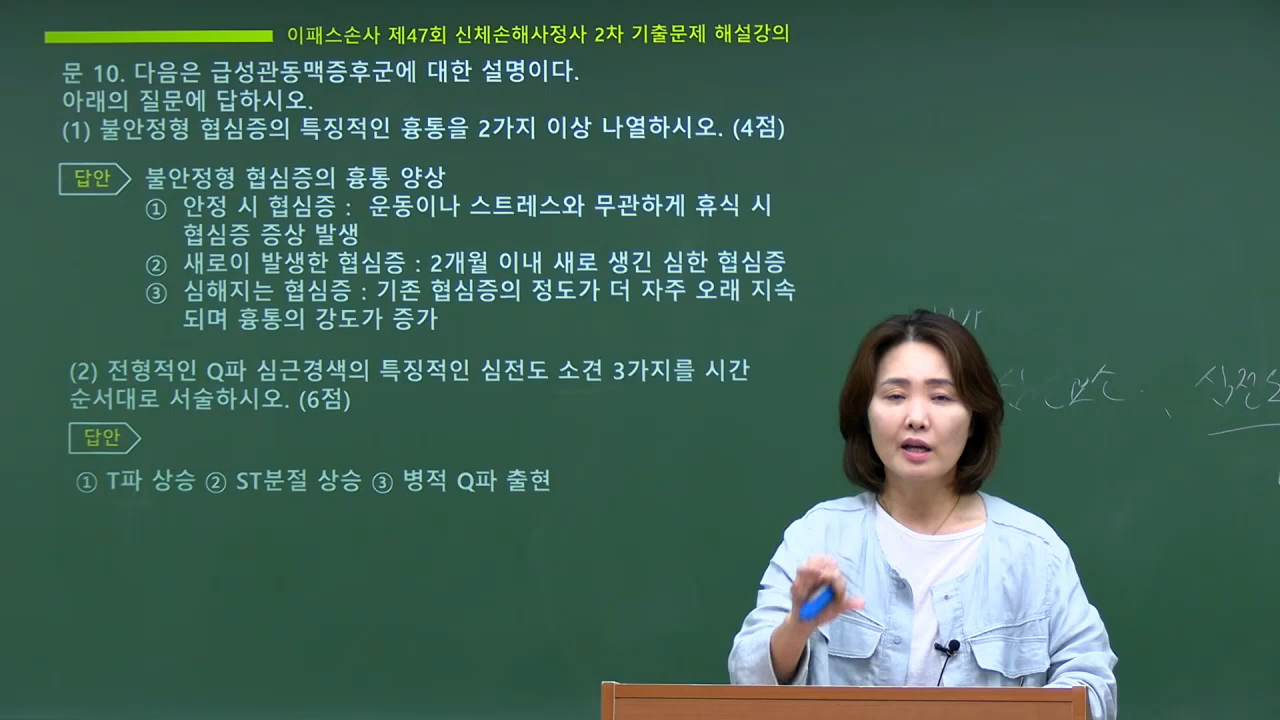 이패스손사 제47회 신체손해사정사 2차 기출문제 해설강의
문 10. 다음은 급성관동맥증후군에 대한 설명이다.
아래의 질문에 답하시오.
(1) 불안정형 협심증의 특징적인 흉통을 2가지 이상 나열하시오. (4점)
답안 불안정형 협심증의 흉통 양상
① 안정 시 협심증 : 운동이나 스트레스와 무관하게 휴식 시
협심증 증상 발생
② 새로이 발생한 협심증 : 2개월 이내 새로 생긴 심한 협심증
③ 심해지는 협심증 : 기존 협심증의 정도가 더 자주 오래 지속
되며 흉통의 강도가 증가
(2) 전형적인 Q파 심근경색의 특징적인 심전도 소견 3가지를 시간
순서대로 서술하시오. (6점)
답안
① T파 상승 ② ST분절 상승 ③ 병적 Q파 출현